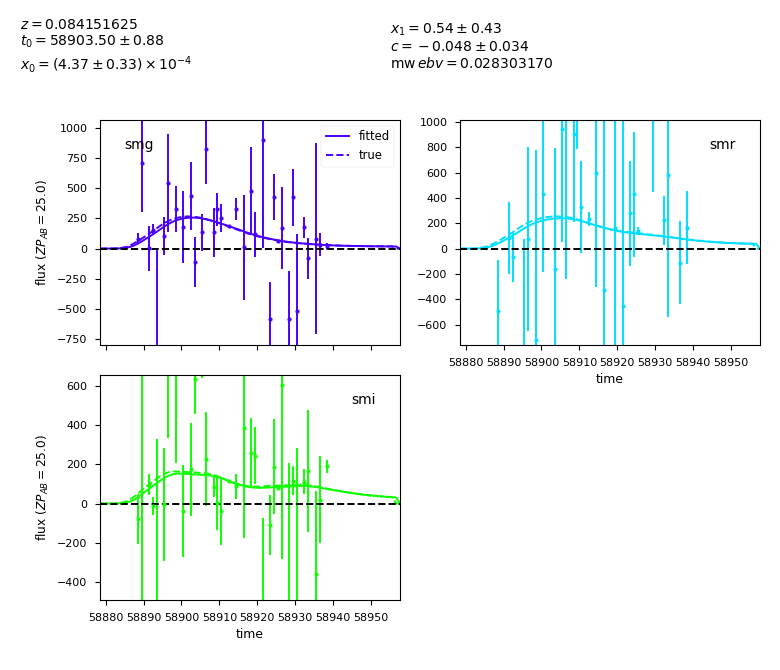 z = 0.084151625
t₀ = 58903.50 ± 0.88
x₀ = (4.37 ± 0.33) × 10⁻⁴
x₁ = 0.54 ± 0.43
c = −0.048 ± 0.034
mw ebv = 0.028303170
smg
fitted
true
1000
750
500
250
0
−250
−500
−750
flux (ZP_AB = 25.0)
smr
1000
800
600
400
200
0
−200
−400
−600
58880 58890 58900 58910 58920 58930 58940 58950
time
smi
600
400
200
0
−200
−400
flux (ZP_AB = 25.0)
58880 58890 58900 58910 58920 58930 58940 58950
time